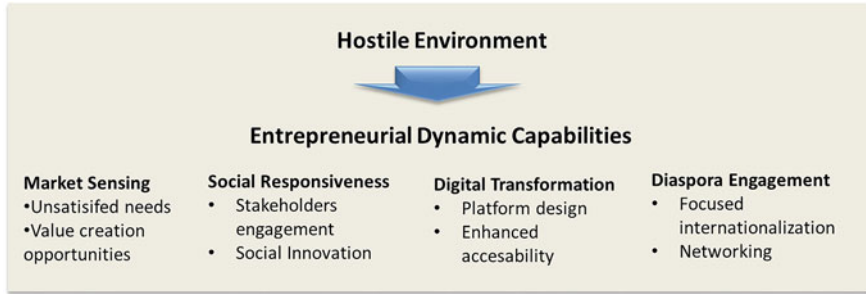 Hostile Environment
Entrepreneurial Dynamic Capabilities
Market Sensing
•Unsatisifed needs
•Value creation
opportunities
Social Responsiveness
• Stakeholders
engagement
• Social Innovation
Digital Transformation
• Platform design
• Enhanced
accesability
Diaspora Engagement
• Focused
internationalization
• Networking